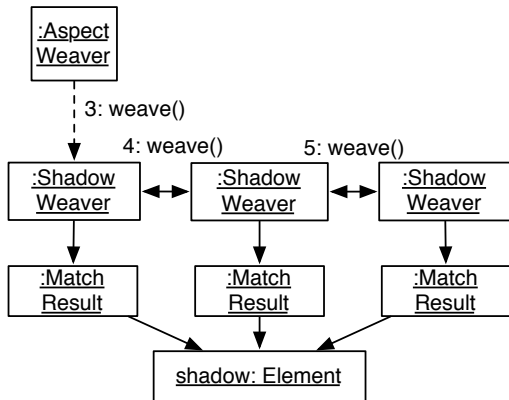 :Aspect
Weaver
3: weave()
4: weave()
5: weave()
:Shadow
Weaver
:Shadow
Weaver
:Shadow
Weaver
:Match
Result
:Match
Result
:Match
Result
shadow: Element